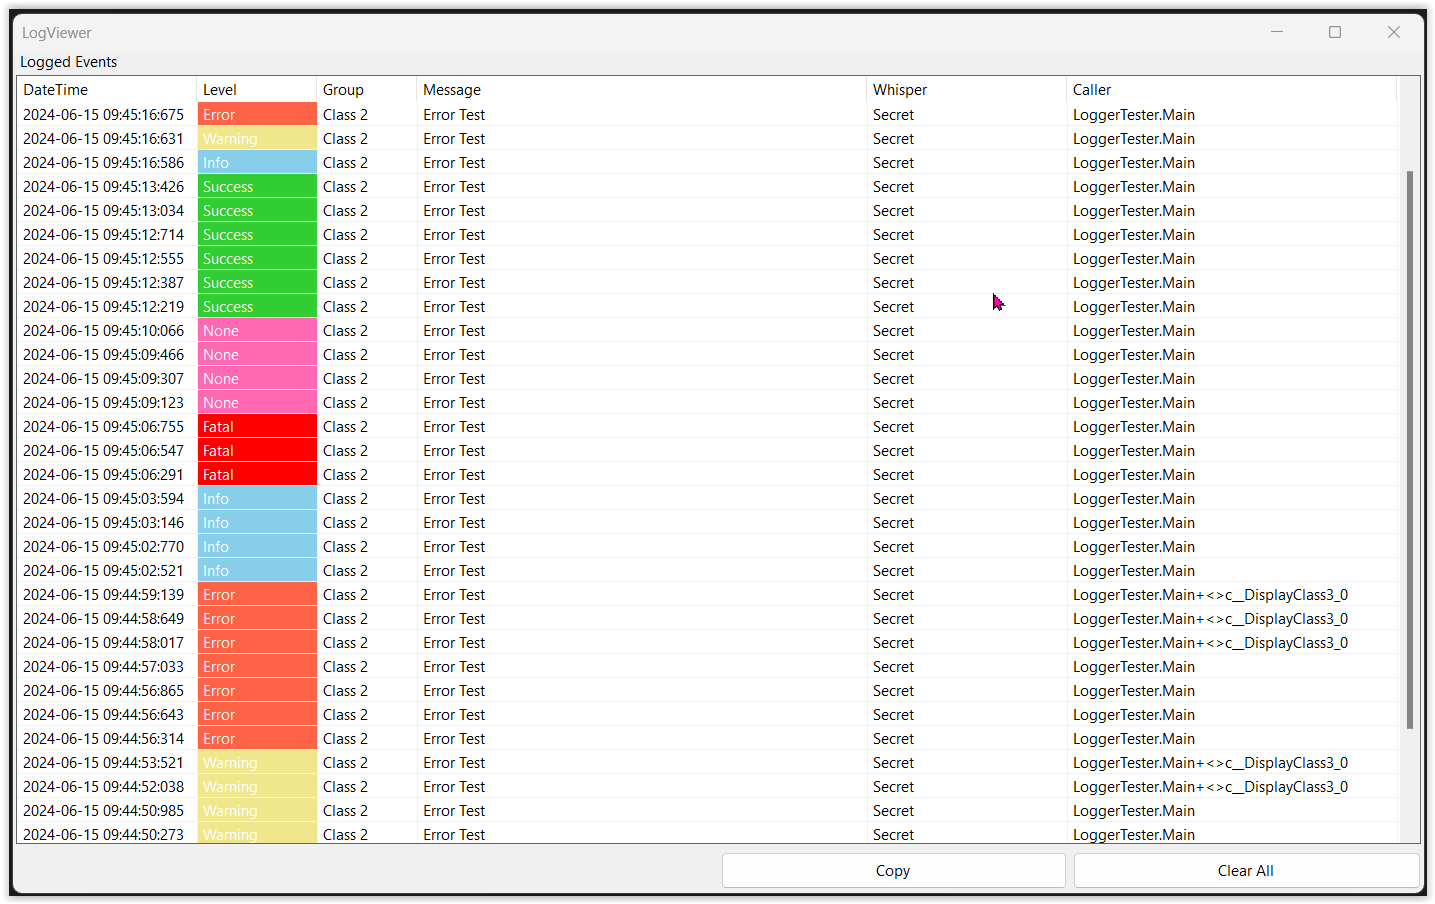 LogViewer
Logged Events
DateTime Level Group Message Whisper Caller
2024-06-15 09:45:16:675 Error Class 2 Error Test Secret LoggerTester.Main
2024-06-15 09:45:16:631 Warning Class 2 Error Test Secret LoggerTester.Main
2024-06-15 09:45:16:586 Info Class 2 Error Test Secret LoggerTester.Main
2024-06-15 09:45:13:426 Success Class 2 Error Test Secret LoggerTester.Main
2024-06-15 09:45:13:034 Success Class 2 Error Test Secret LoggerTester.Main
2024-06-15 09:45:12:714 Success Class 2 Error Test Secret LoggerTester.Main
2024-06-15 09:45:12:555 Success Class 2 Error Test Secret LoggerTester.Main
2024-06-15 09:45:12:387 Success Class 2 Error Test Secret LoggerTester.Main
2024-06-15 09:45:12:219 Success Class 2 Error Test Secret LoggerTester.Main
2024-06-15 09:45:10:066 None Class 2 Error Test Secret LoggerTester.Main
2024-06-15 09:45:09:466 None Class 2 Error Test Secret LoggerTester.Main
2024-06-15 09:45:09:307 None Class 2 Error Test Secret LoggerTester.Main
2024-06-15 09:45:09:123 None Class 2 Error Test Secret LoggerTester.Main
2024-06-15 09:45:06:755 Fatal Class 2 Error Test Secret LoggerTester.Main
2024-06-15 09:45:06:547 Fatal Class 2 Error Test Secret LoggerTester.Main
2024-06-15 09:45:06:291 Fatal Class 2 Error Test Secret LoggerTester.Main
2024-06-15 09:45:03:594 Info Class 2 Error Test Secret LoggerTester.Main
2024-06-15 09:45:03:146 Info Class 2 Error Test Secret LoggerTester.Main
2024-06-15 09:45:02:770 Info Class 2 Error Test Secret LoggerTester.Main
2024-06-15 09:45:02:521 Info Class 2 Error Test Secret LoggerTester.Main
2024-06-15 09:44:59:139 Error Class 2 Error Test Secret LoggerTester.Main+<>c__DisplayClass3_0
2024-06-15 09:44:58:649 Error Class 2 Error Test Secret LoggerTester.Main+<>c__DisplayClass3_0
2024-06-15 09:44:58:017 Error Class 2 Error Test Secret LoggerTester.Main+<>c__DisplayClass3_0
2024-06-15 09:44:57:033 Error Class 2 Error Test Secret LoggerTester.Main
2024-06-15 09:44:56:865 Error Class 2 Error Test Secret LoggerTester.Main
2024-06-15 09:44:56:643 Error Class 2 Error Test Secret LoggerTester.Main
2024-06-15 09:44:56:314 Error Class 2 Error Test Secret LoggerTester.Main
2024-06-15 09:44:53:521 Warning Class 2 Error Test Secret LoggerTester.Main+<>c__DisplayClass3_0
2024-06-15 09:44:52:038 Warning Class 2 Error Test Secret LoggerTester.Main+<>c__DisplayClass3_0
2024-06-15 09:44:50:985 Warning Class 2 Error Test Secret LoggerTester.Main
2024-06-15 09:44:50:273 Warning Class 2 Error Test Secret LoggerTester.Main
Copy Clear All